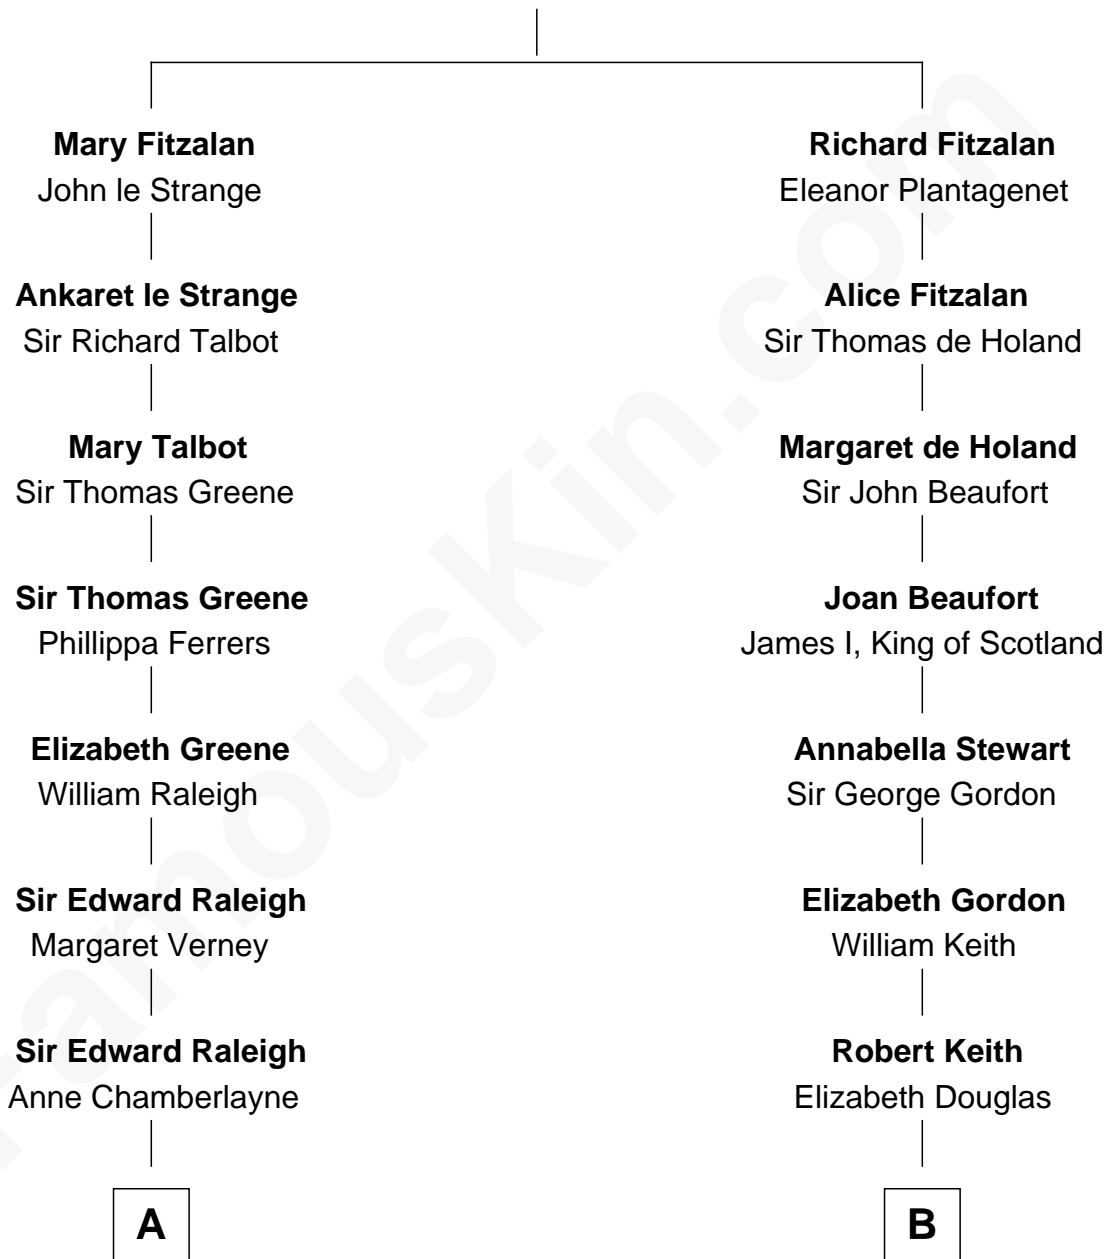 Mary Fitzalan
John le Strange
Ankaret le Strange
Sir Richard Talbot
Mary Talbot
Sir Thomas Greene
Sir Thomas Greene
Phillippa Ferrers
Elizabeth Greene
William Raleigh
Sir Edward Raleigh
Margaret Verney
Sir Edward Raleigh
Anne Chamberlayne
A
Richard Fitzalan
Eleanor Plantagenet
Alice Fitzalan
Sir Thomas de Holand
Margaret de Holand
Sir John Beaufort
Joan Beaufort
James I, King of Scotland
Annabella Stewart
Sir George Gordon
Elizabeth Gordon
William Keith
Robert Keith
Elizabeth Douglas
B
FamousKin.com